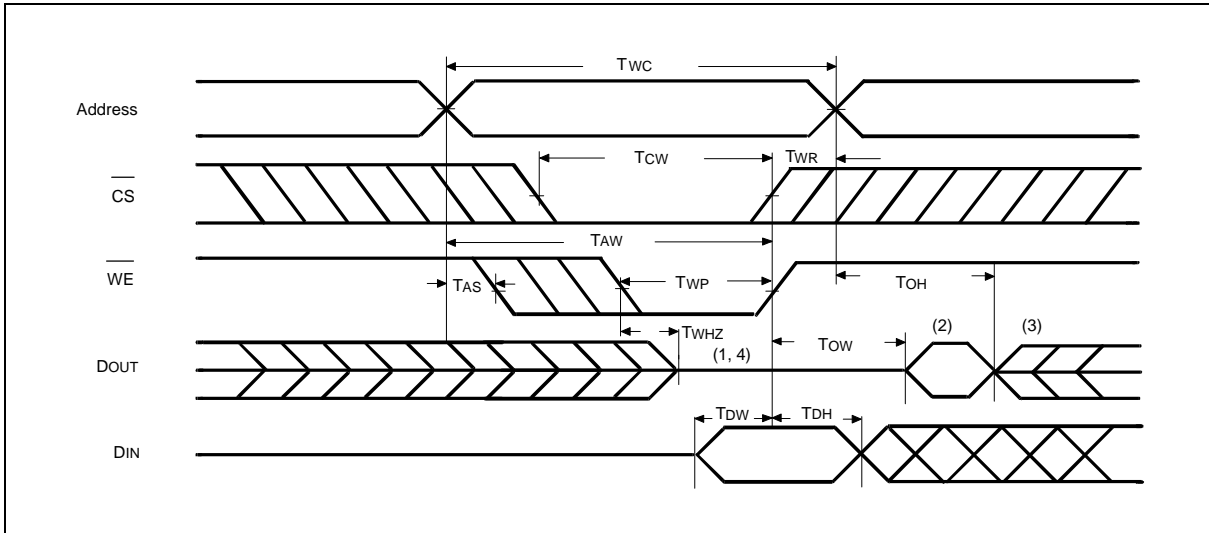 TWC
Address
TCW
TWR
CS
TAW
WE
TAS
TWP
TOH
TWHZ
(1, 4)
TOW
(2)
(3)
DOUT
TDW
TDH
DIN